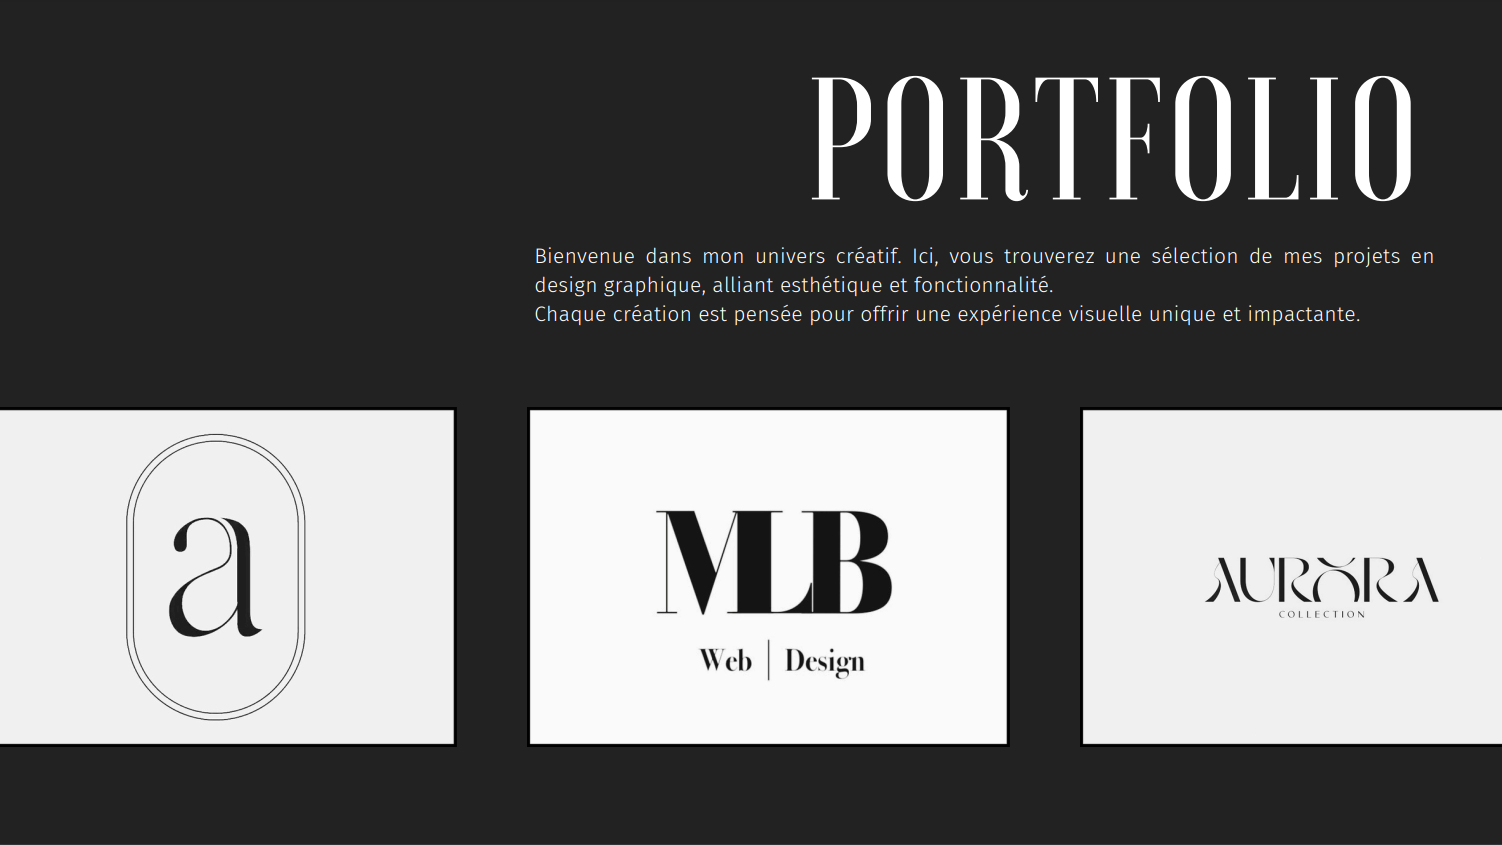 PORTFOLIO
Bienvenue dans mon univers créatif. Ici, vous trouverez une sélection de mes projets en
design graphique, alliant esthétique et fonctionnalité.
Chaque création est pensée pour offrir une expérience visuelle unique et impactante.
a
MLB
Web | Design
AURORA
COLLECTION